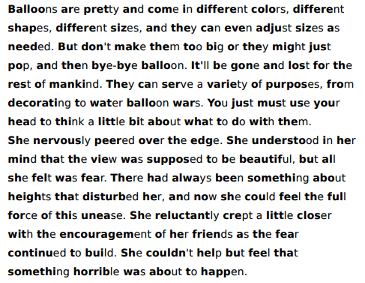 Balloons are pretty and come in different colors, different
shapes, different sizes, and they can even adjust sizes as
needed. But don't make them too big or they might just
pop, and then bye-bye balloon. It'll be gone and lost for the
rest of mankind. They can serve a variety of purposes, from
decorating to water balloon wars. You just must use your
head to think a little bit about what to do with them.
She nervously peered over the edge. She understood in her
mind that the view was supposed to be beautiful, but all
she felt was fear. There had always been something about
heights that disturbed her, and now she could feel the full
force of this unease. She reluctantly crept a little closer
with the encouragement of her friends as the fear
continued to build. She couldn't help but feel that
something horrible was about to happen.